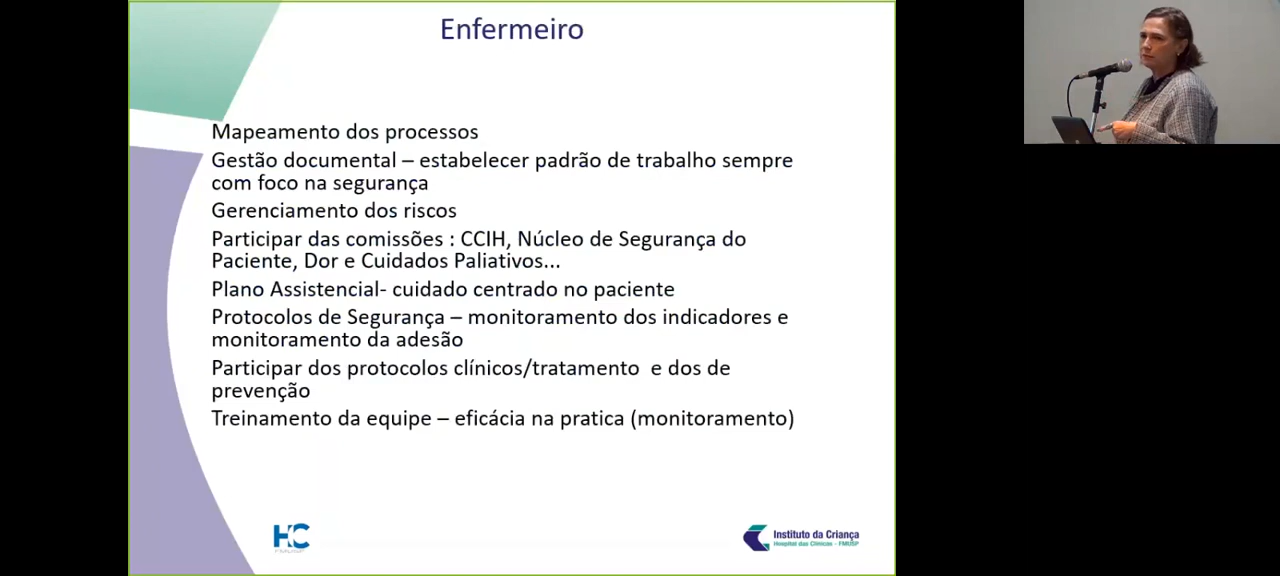 Enfermeiro
Mapeamento dos processos
Gestão documental – estabelecer padrão de trabalho sempre
com foco na segurança
Gerenciamento dos riscos
Participar das comissões : CCIH, Núcleo de Segurança do
Paciente, Dor e Cuidados Paliativos...
Plano Assistencial- cuidado centrado no paciente
Protocolos de Segurança – monitoramento dos indicadores e
monitoramento da adesão
Participar dos protocolos clínicos/tratamento  e dos de
prevenção
Treinamento da equipe – eficácia na pratica (monitoramento)
HC
FMUSP
Instituto da Criança
Hospital das Clínicas - FMUSP